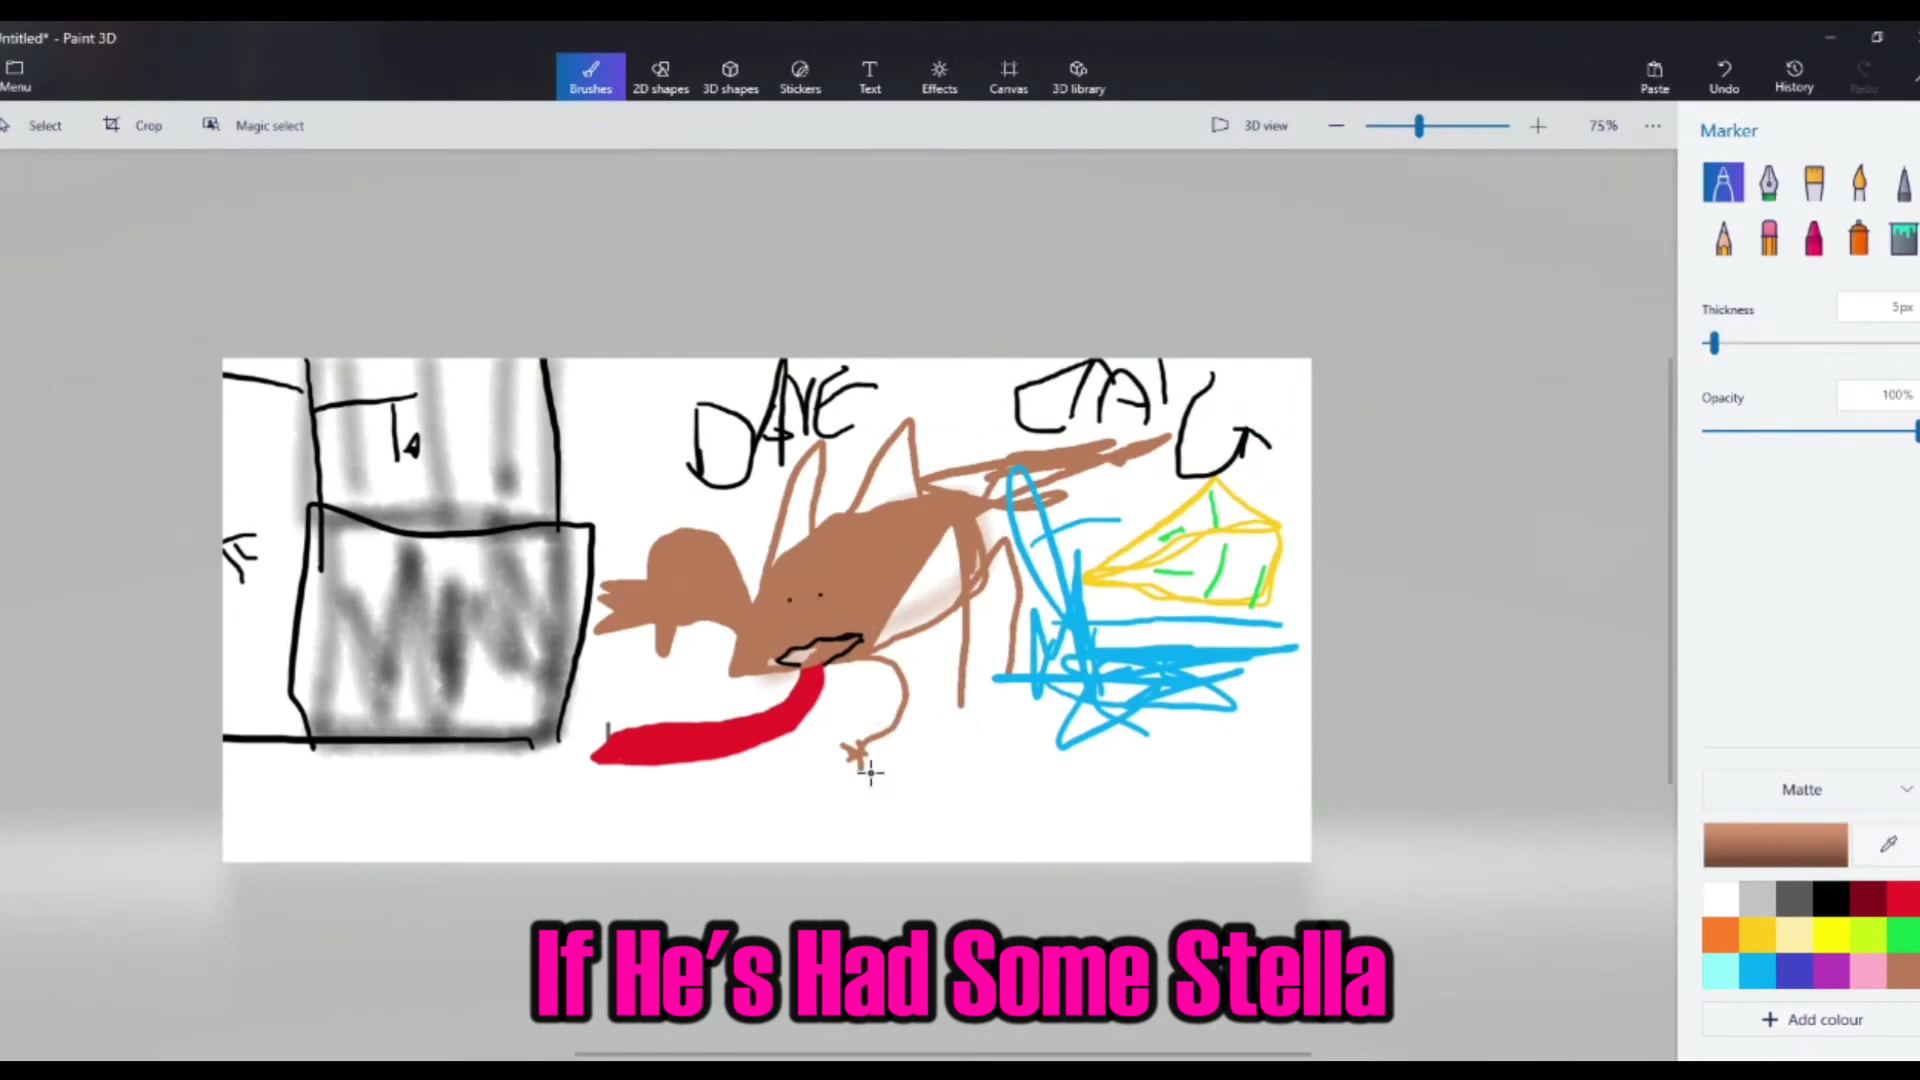 Untitled* - Paint 3D
Menu
Brushes
2D shapes
3D shapes
Stickers
Text
Effects
Canvas
3D library
Paste
Undo
History
Redo
Select
Crop
Magic select
3D view
75%
Marker
Thickness
5px
Opacity
100%
DAVE
Matte
Add colour
If He's Had Some Stella